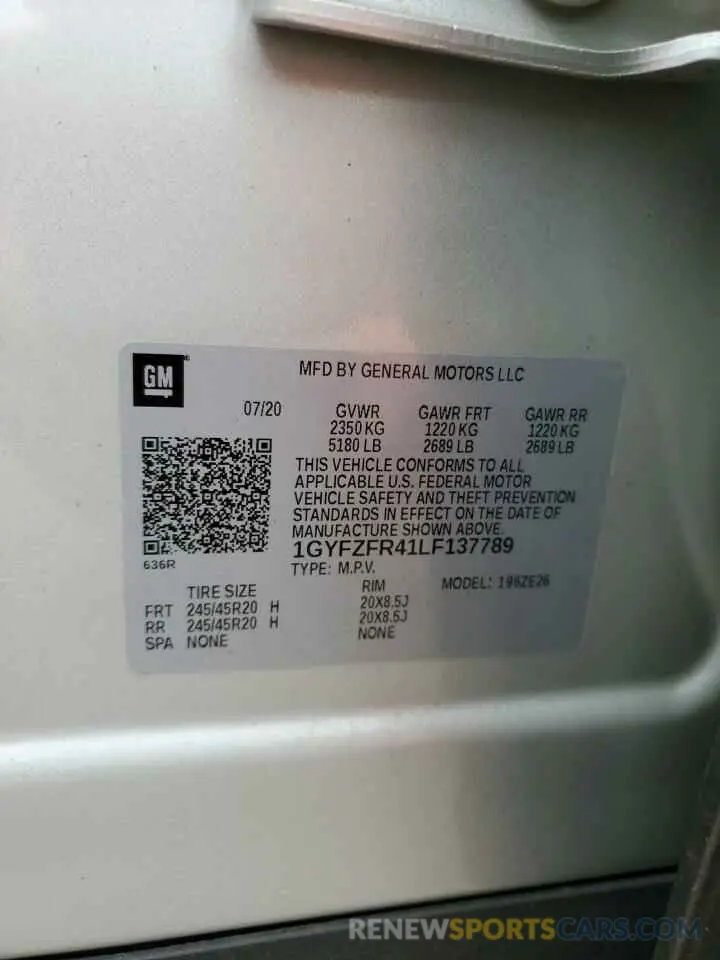 GM
MFD BY GENERAL MOTORS LLC
07/20 GVWR GAWR FRT GAWR RR
2350 KG 1220 KG 1220 KG
5180 LB 2689 LB 2689 LB
THIS VEHICLE CONFORMS TO ALL
APPLICABLE U.S. FEDERAL MOTOR
VEHICLE SAFETY AND THEFT PREVENTION
STANDARDS IN EFFECT ON THE DATE OF
MANUFACTURE SHOWN ABOVE.
636R 1GYFZFR41LF137789
TYPE: M.P.V. MODEL: 196ZE26
TIRE SIZE RIM
FRT 245/45R20 H 20X8.5J
RR 245/45R20 H 20X8.5J
SPA NONE NONE
RENEWSPORTSCARS.COM